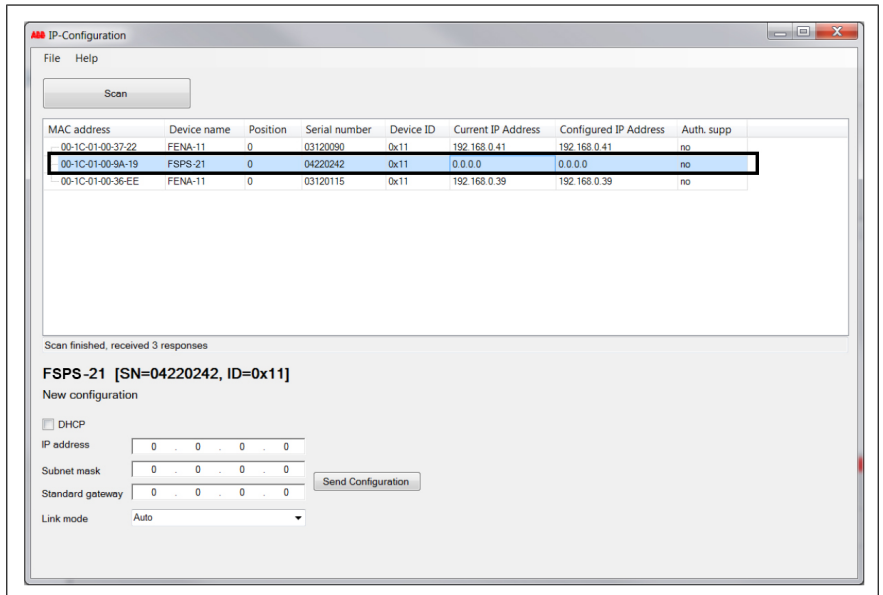 ABB IP-Configuration
File Help
Scan
MAC address Device name Position Serial number Device ID Current IP Address Configured IP Address Auth. supp
00-1C-01-00-37-22 FENA-11 0 03120090 0x11 192.168.0.41 192.168.0.41 no
00-1C-01-00-9A-19 FSPS-21 0 04220242 0x11 0.0.0.0 0.0.0.0 no
00-1C-01-00-36-EE FENA-11 0 03120115 0x11 192.168.0.39 192.168.0.39 no
Scan finished, received 3 responses
FSPS-21 [SN=04220242, ID=0x11]
New configuration
DHCP
IP address 0 . 0 . 0 . 0
Subnet mask 0 . 0 . 0 . 0
Send Configuration
Standard gateway 0 . 0 . 0 . 0
Link mode Auto